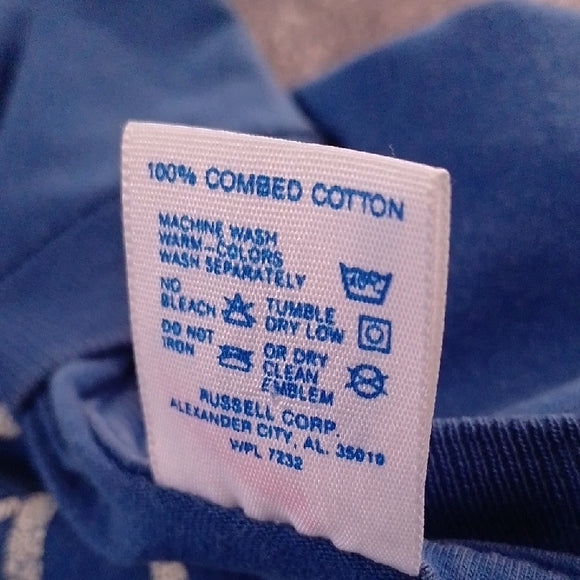 100% COMBED COTTON
MACHINE WASH
WARM-COLORS
WASH SEPARATELY
NO
BLEACH
TUMBLE
DRY LOW
DO NOT
IRON
OR DRY
CLEAN
EMBLEM
RUSSELL CORP.
ALEXANDER CITY, AL. 35010
WPL 7232